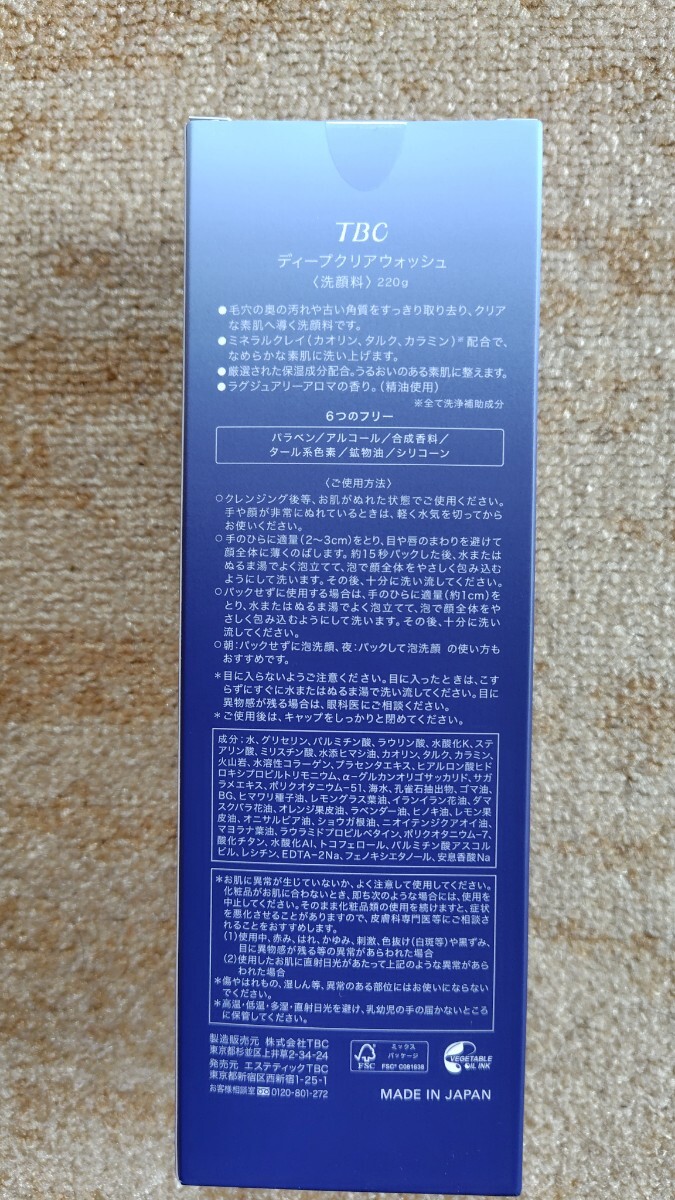 TBC
ディープクリアウォッシュ
〈洗顔料〉220g
●毛穴の奥の汚れや古い角質をすっきり取り去り、クリア
な素肌へ導く洗顔料です。
●ミネラルクレイ(カオリン、タルク、カラミン)※配合で、
なめらかな素肌に洗い上げます。
●厳選された保湿成分配合。うるおいのある素肌に整えます。
●ラグジュアリーアロマの香り。(精油使用)
※全て洗浄補助成分
6つのフリー
パラベン/アルコール/合成香料/
タール系色素/鉱物油/シリコーン
〈ご使用方法〉
○クレンジング後等、お肌がぬれた状態でご使用ください。
手や顔が非常にぬれているときは、軽く水気を切ってから
お使いください。
○手のひらに適量(2~3cm)をとり、目や唇のまわりを避けて
顔全体に薄くのばします。約15秒パックした後、水または
ぬるま湯でよく泡立てて、泡で顔全体をやさしく包み込む
ようにして洗います。その後、十分に洗い流してください。
○パックせずに使用する場合は、手のひらに適量(約1cm)を
とり、水またはぬるま湯でよく泡立てて、泡で顔全体をや
さしく包み込むようにして洗います。その後、十分に洗い
流してください。
○朝:パックせずに泡洗顔、夜:パックして泡洗顔 の使い方も
おすすめです。
*目に入らないようご注意ください。目に入ったときは、こす
らずにすぐに水またはぬるま湯で洗い流してください。目に
異物感が残る場合は、眼科医にご相談ください。
*ご使用後は、キャップをしっかりと閉めてください。
成分:水、グリセリン、パルミチン酸、ラウリン酸、水酸化K、ステ
アリン酸、ミリスチン酸、水添ヒマシ油、カオリン、タルク、カラミン、
火山岩、水溶性コラーゲン、プラセンタエキス、ヒアルロン酸ヒド
ロキシプロピルトリモニウム、α-グルカンオリゴサッカリド、サガ
ラメエキス、ポリクオタニウム-51、海水、孔雀石抽出物、ゴマ油、
BG、ヒマワリ種子油、レモングラス葉油、イランイラン花油、ダマ
スクバラ花油、オレンジ果皮油、ラベンダー油、ヒノキ油、レモン果
皮油、オニサルビア油、ショウガ根油、ニオイテンジクアオイ油、
マヨラナ葉油、ラウラミドプロピルベタイン、ポリクオタニウム-7、
酸化チタン、水酸化Al、トコフェロール、パルミチン酸アスコル
ビル、レシチン、EDTA-2Na、フェノキシエタノール、安息香酸Na
*お肌に異常が生じていないか、よく注意して使用してください。
化粧品がお肌に合わないとき、即ち次のような場合には、使用を
中止してください。そのまま化粧品類の使用を続けますと、症状
を悪化させることがありますので、皮膚科専門医等にご相談さ
れることをおすすめします。
(1)使用中、赤み、はれ、かゆみ、刺激、色抜け(白斑等)や黒ずみ、
目に異物感が残る等の異常があらわれた場合
(2)使用したお肌に直射日光があたって上記のような異常があら
われた場合
*傷やはれもの、湿しん等、異常のある部位にはお使いにならない
でください。
*高温・低温・多湿・直射日光を避け、乳幼児の手の届かないところ
に保管してください。
製造販売元 株式会社TBC
東京都杉並区上井草2-34-24
発売元 エステティックTBC
東京都新宿区西新宿1-25-1
お客様相談室 0120-801-272
FSC
ミックス
パッケージ
FSC® C081838
VEGETABLE
OIL INK
MADE IN JAPAN